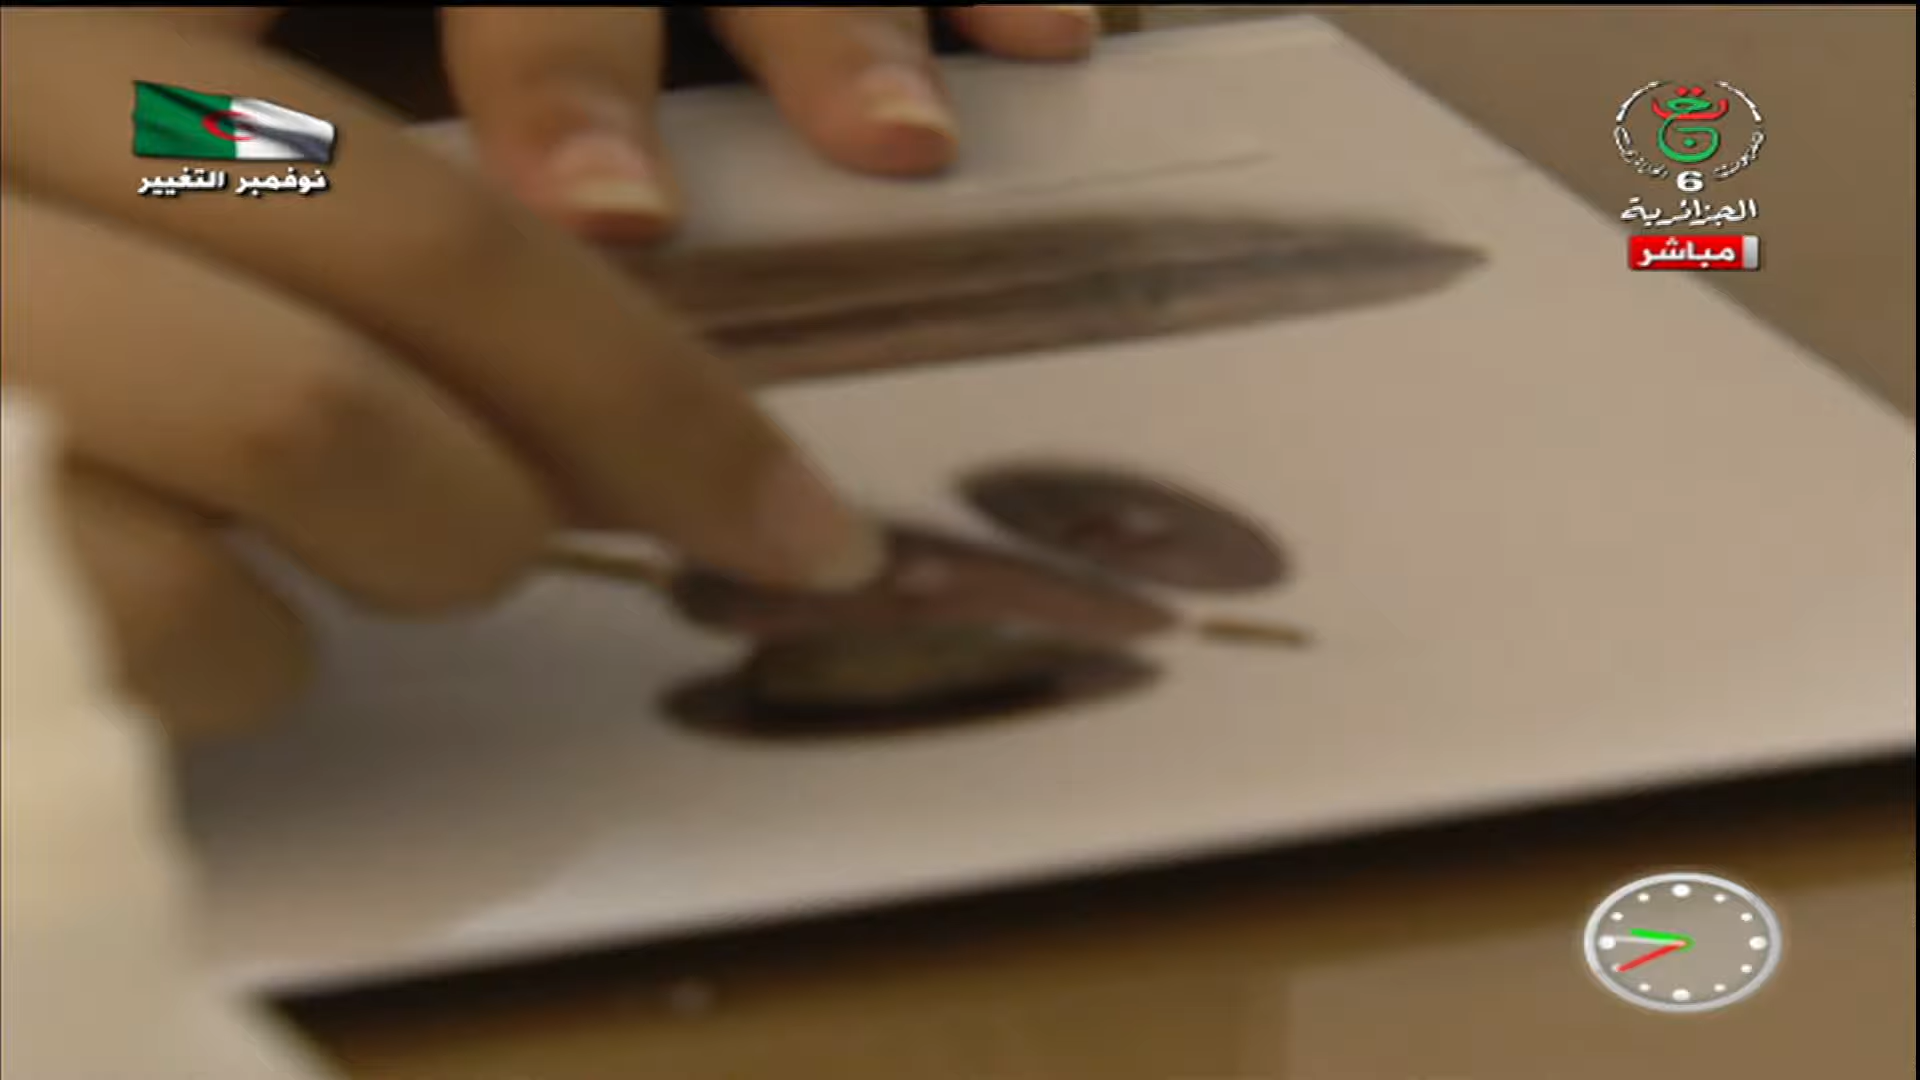 نوفمبر التغيير
6
الجزائرية
مباشر